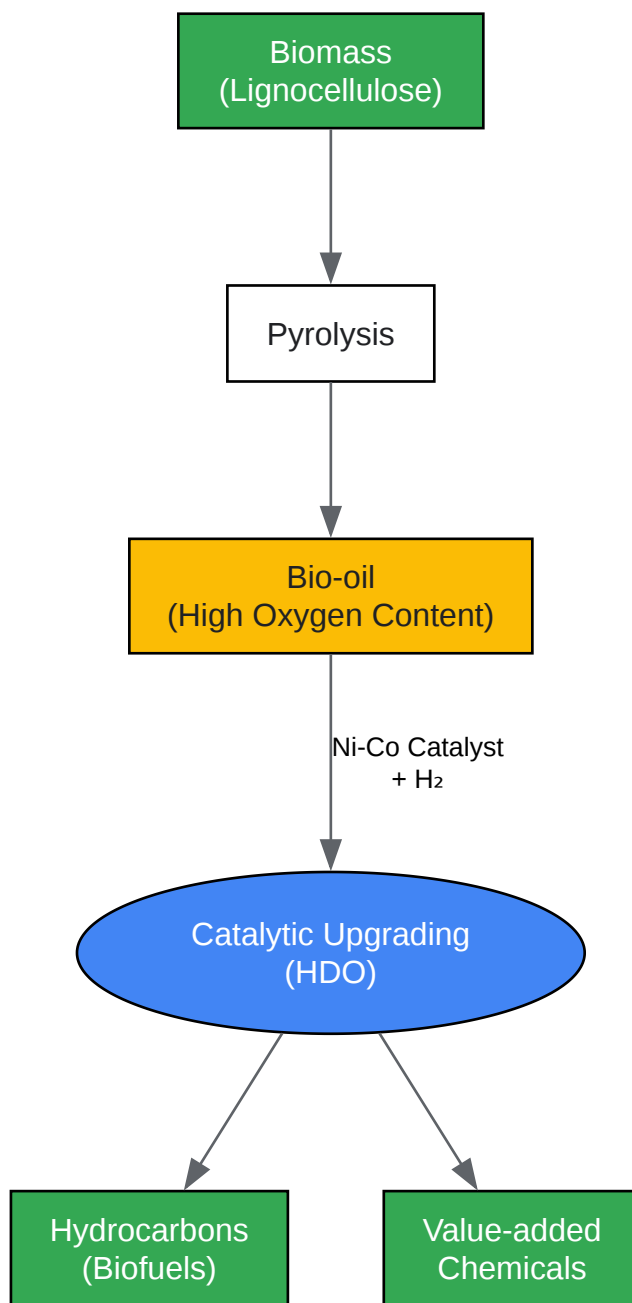 Biomass
(Lignocellulose)
Pyrolysis
Bio-oil
(High Oxygen Content)
Ni-Co Catalyst
+ H₂
Catalytic Upgrading
(HDO)
Hydrocarbons
(Biofuels)
Value-added
Chemicals